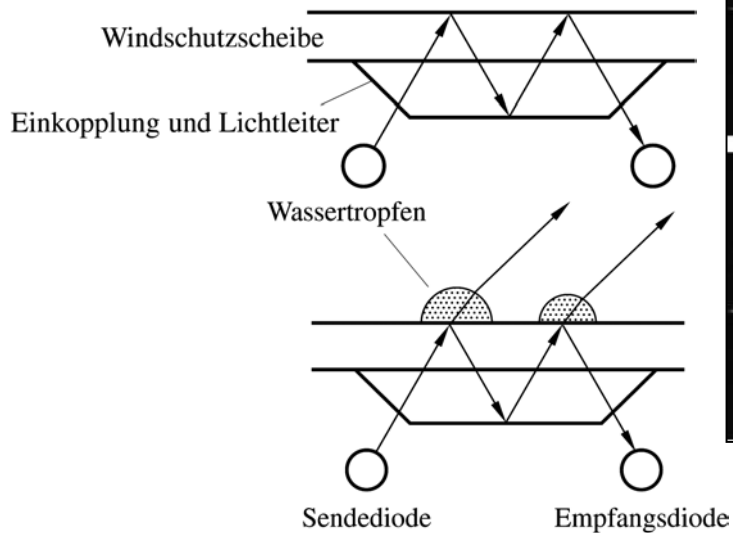 Windschutzscheibe
Einkopplung und Lichtleiter
Wassertropfen
Sendediode
Empfangsdiode